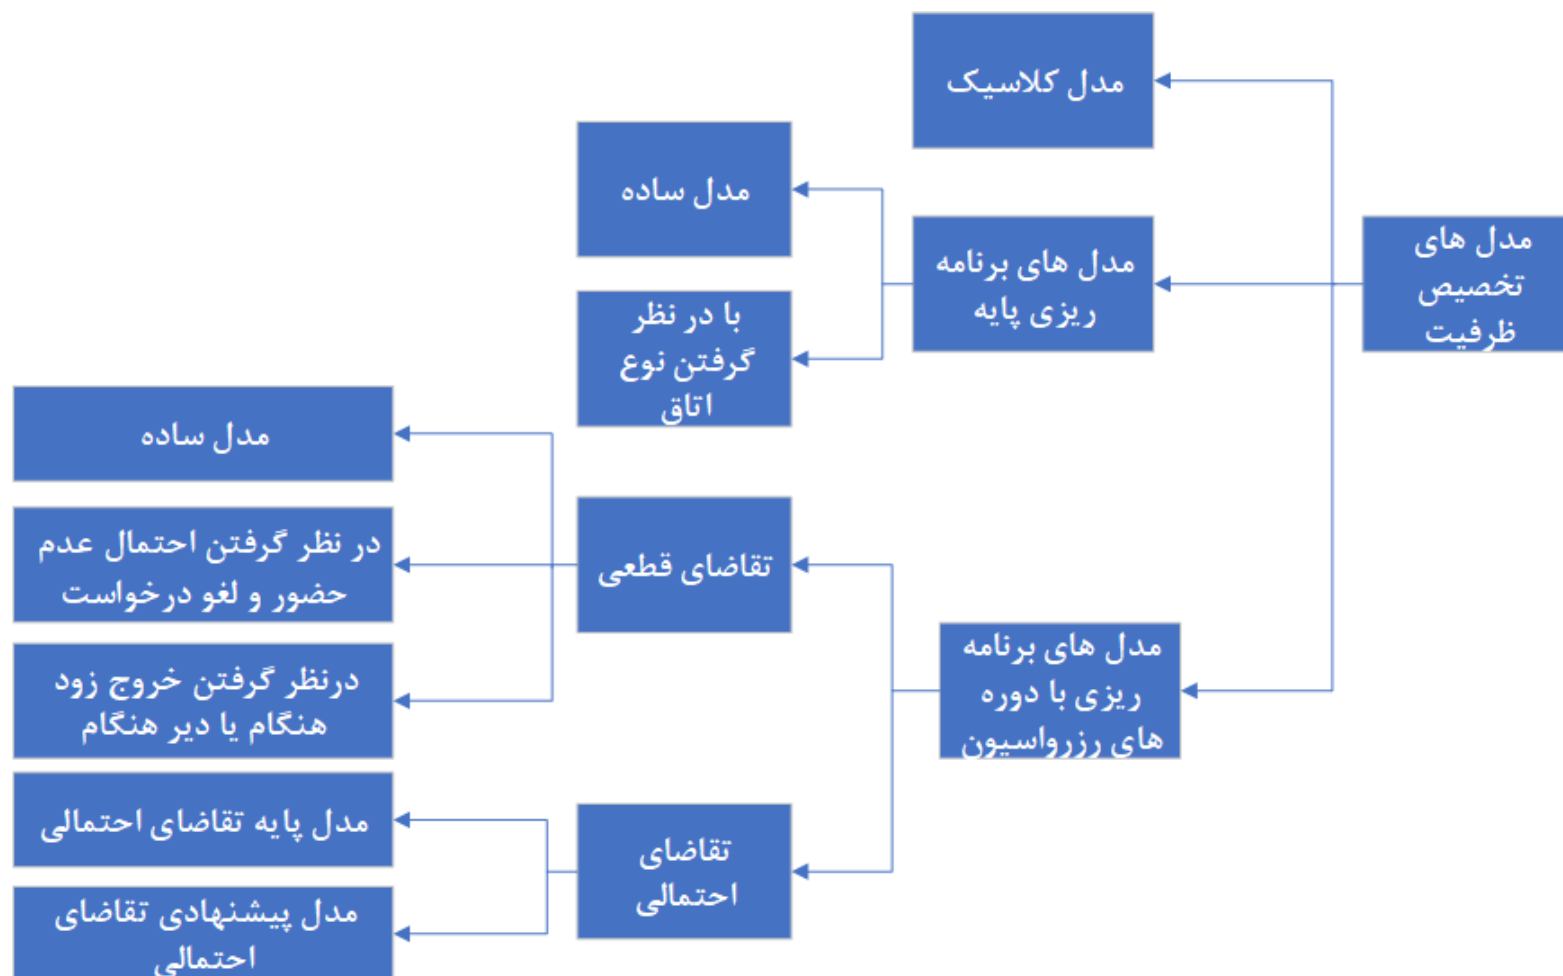 مدل های
تخصیص
ظرفیت
مدل کلاسیک
مدل های برنامه
ریزی پایه
مدل ساده
با در نظر
گرفتن نوع
اتاق
مدل های برنامه
ریزی با دوره
های رزرواسیون
تقاضای قطعی
مدل ساده
در نظر گرفتن احتمال عدم
حضور و لغو درخواست
درنظر گرفتن خروج زود
هنگام یا دیر هنگام
تقاضای
احتمالی
مدل پایه تقاضای احتمالی
مدل پیشنهادی تقاضای
احتمالی